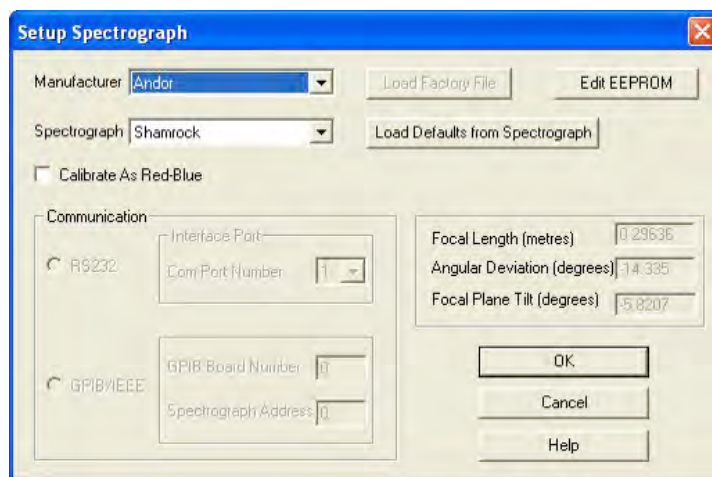 Setup Spectrograph
Manufacturer Andor Load Factory File Edit EEPROM
Spectrograph Shamrock Load Defaults from Spectrograph
Calibrate As Red-Blue
Communication
Interface Port
RS232 Com Port Number 1
GPIB/IEEE
GPIB Board Number 0
Spectrograph Address 0
Focal Length (metres) 0.29636
Angular Deviation (degrees) -14.335
Focal Plane Tilt (degrees) -5.8207
OK
Cancel
Help